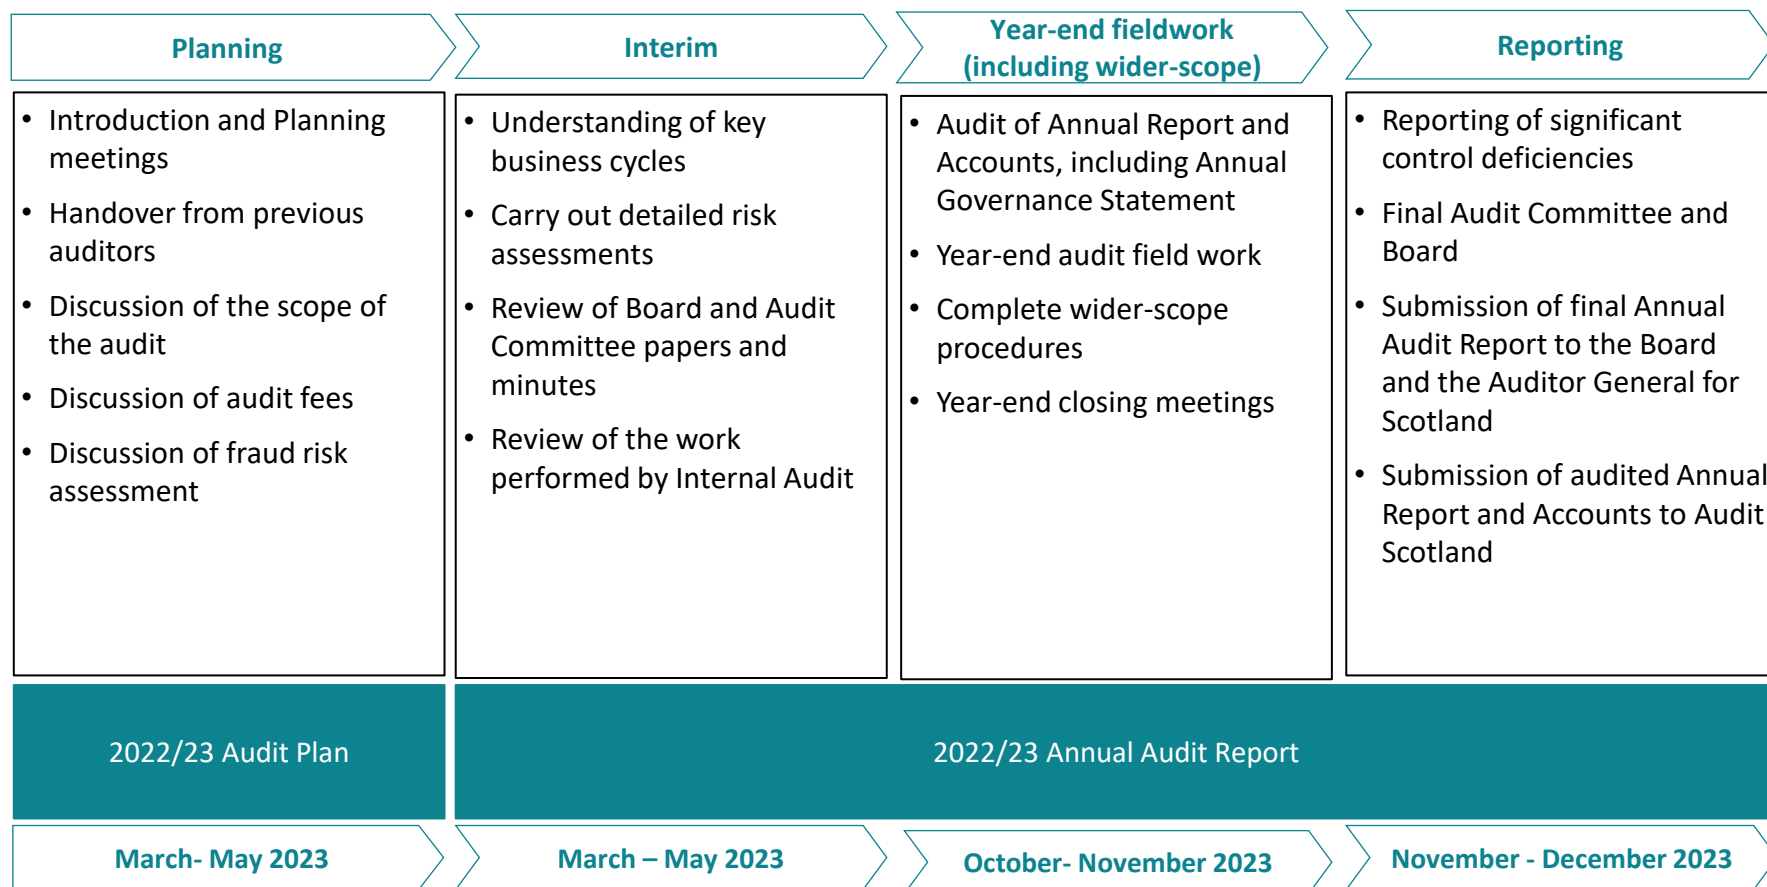 Planning
• Introduction and Planning
meetings
• Handover from previous
auditors
• Discussion of the scope of
the audit
• Discussion of audit fees
• Discussion of fraud risk
assessment
Interim
• Understanding of key
business cycles
• Carry out detailed risk
assessments
• Review of Board and Audit
Committee papers and
minutes
• Review of the work
performed by Internal Audit
Year-end fieldwork
(including wider-scope)
• Audit of Annual Report and
Accounts, including Annual
Governance Statement
• Year-end audit field work
• Complete wider-scope
procedures
• Year-end closing meetings
Reporting
• Reporting of significant
control deficiencies
• Final Audit Committee and
Board
• Submission of final Annual
Audit Report to the Board
and the Auditor General for
Scotland
• Submission of audited Annual
Report and Accounts to Audit
Scotland
2022/23 Audit Plan
2022/23 Annual Audit Report
March- May 2023
March – May 2023
October- November 2023
November - December 2023